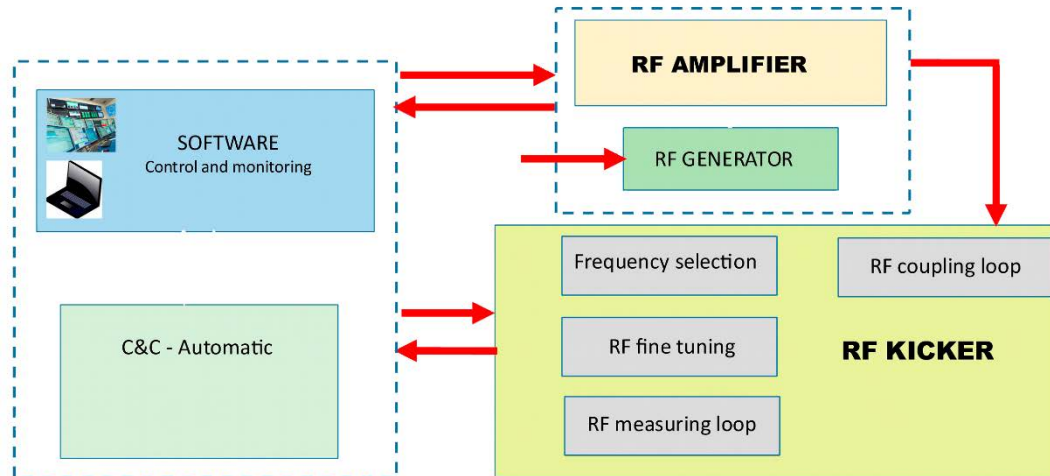 RF AMPLIFIER
SOFTWARE
Control and monitoring
RF GENERATOR
Frequency selection
RF coupling loop
C&C - Automatic
RF fine tuning
RF KICKER
RF measuring loop